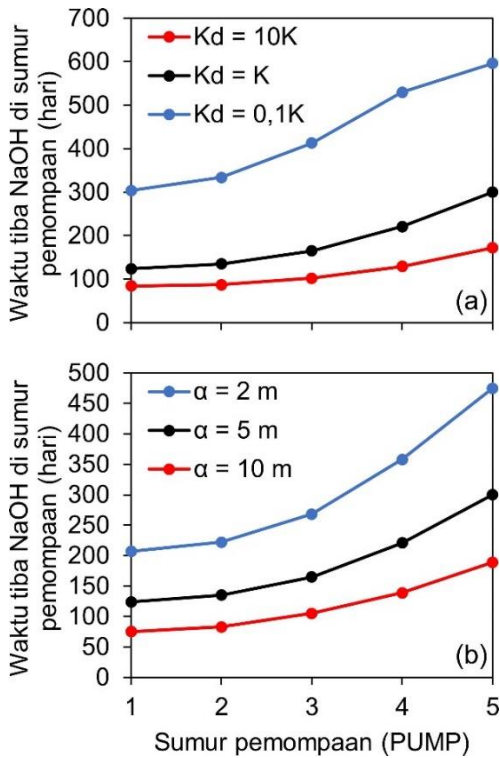 700
600
500
400
300
200
100
0
Waktu tiba NaOH di sumur
pemompaan (hari)
Kd = 10K
Kd = K
Kd = 0,1K
(a)
500
450
400
350
300
250
200
150
100
50
0
Waktu tiba NaOH di sumur
pemompaan (hari)
α = 2 m
α = 5 m
α = 10 m
(b)
1 2 3 4 5
Sumur pemompaan (PUMP)